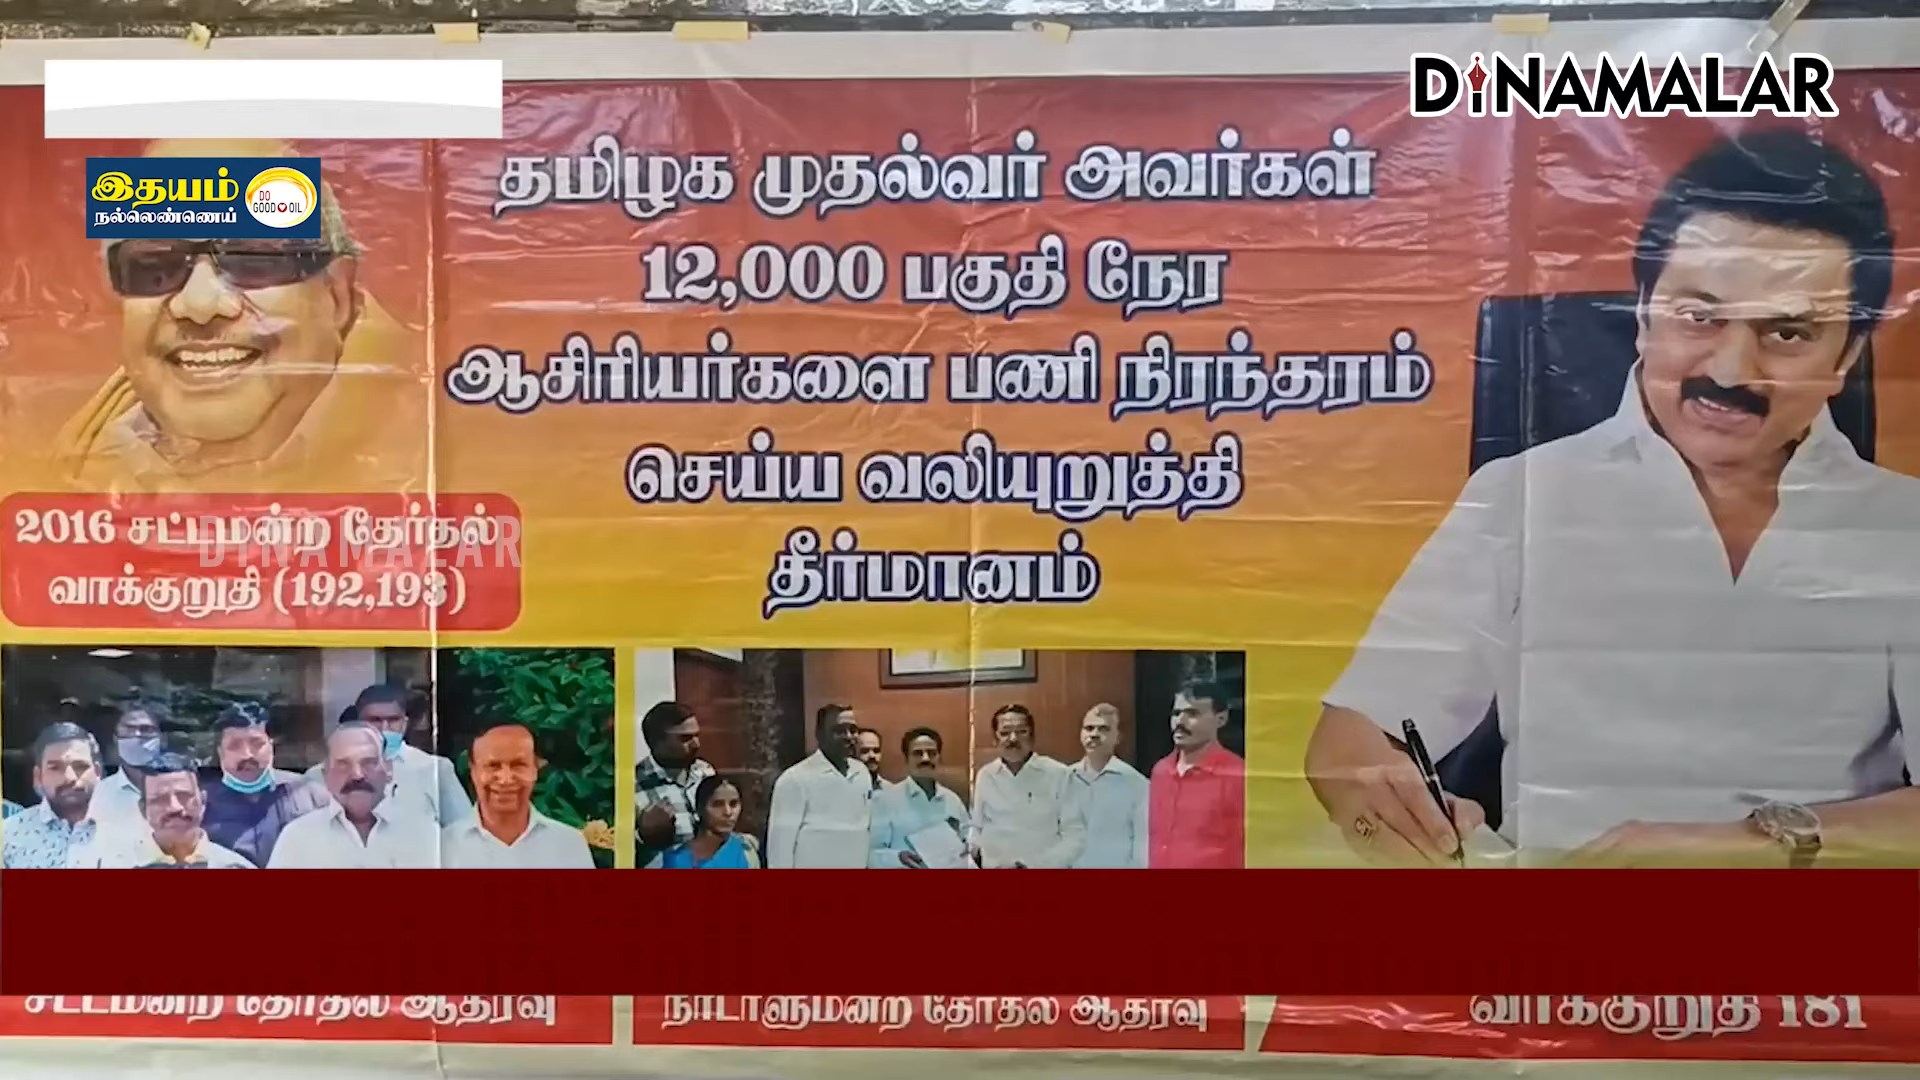 DINAMALAR
இதயம்
நல்லெண்ணெய்
DO
GOOD OIL
தமிழக முதல்வர் அவர்கள்
12,000 பகுதி நேர
ஆசிரியர்களை பணி நிரந்தரம்
செய்ய வலியுறுத்தி
தீர்மானம்
2016 சட்டமன்ற தேர்தல்
வாக்குறுதி (192,193)
DINAMALAR
சட்டமன்ற தேர்தல் ஆதரவு
நாடாளுமன்ற தேர்தல் ஆதரவு
வாக்குறுதி 181